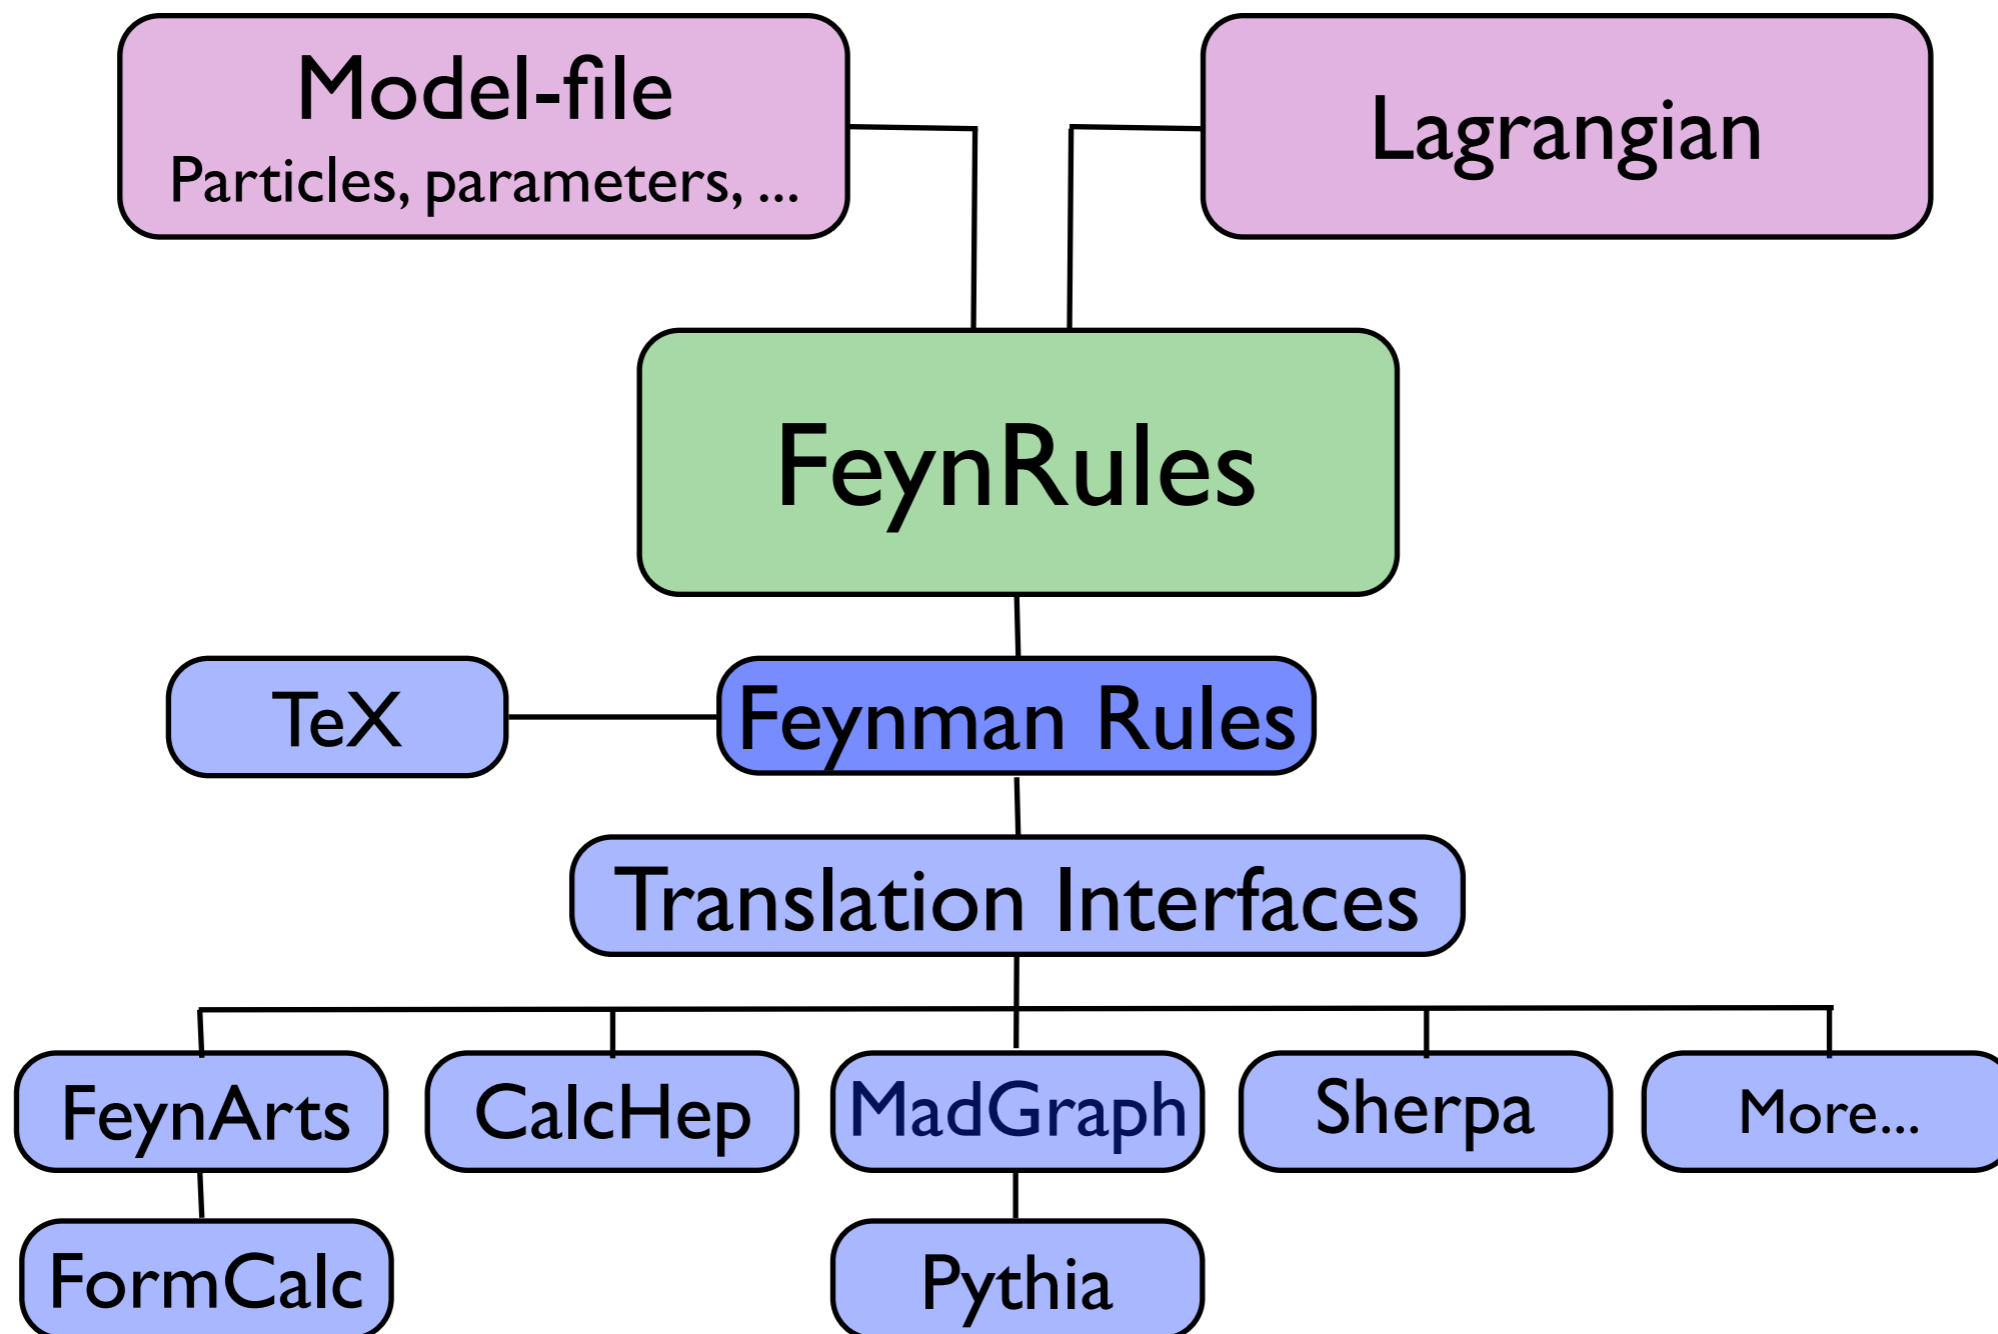 Model-file
Particles, parameters, ...
Lagrangian
FeynRules
TeX
Feynman Rules
Translation Interfaces
FeynArts
CalcHep
MadGraph
Sherpa
More...
FormCalc
Pythia